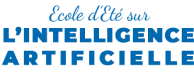 Ecole d'Eté sur
L'INTELLIGENCE
ARTIFICIELLE